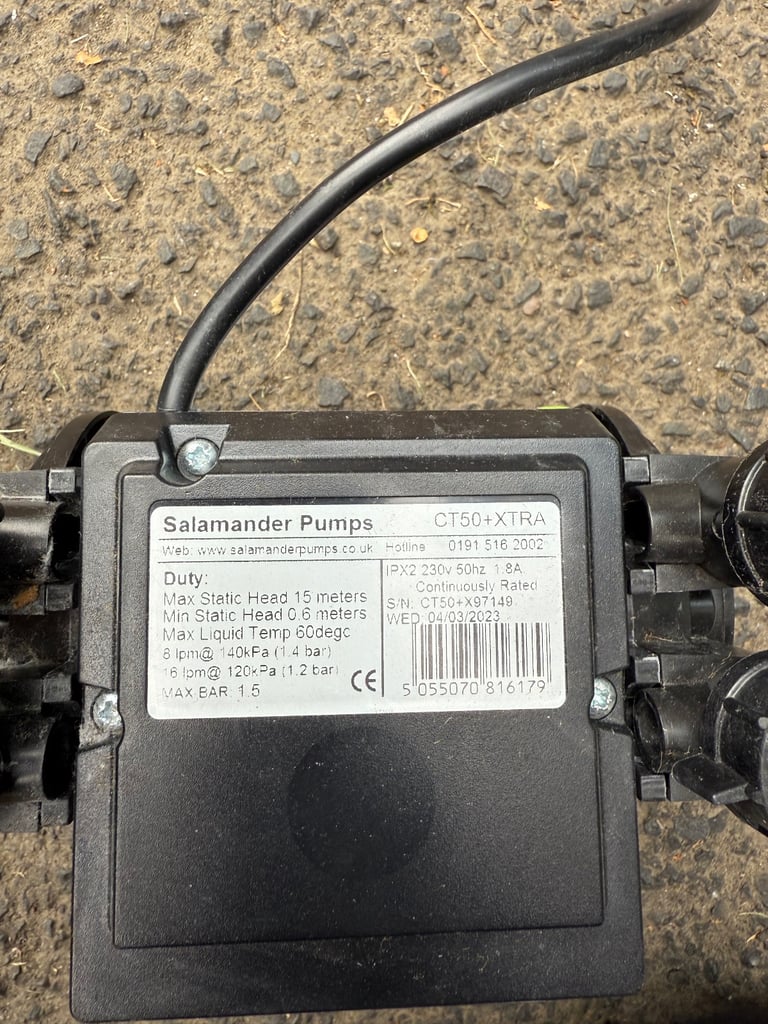 Salamander Pumps CT50+XTRA
Web: www.salamanderpumps.co.uk Hotline 0191 516 2002
Duty:
Max Static Head 15 meters
Min Static Head 0.6 meters
Max Liquid Temp 60degc
8 lpm@ 140kPa (1.4 bar)
16 lpm@ 120kPa (1.2 bar)
MAX BAR: 1.5
CE
IPX2 230v 50hz 1.8A
Continuously Rated
S/N: CT50+X97149
WED 04/03/2023
5 055070 816179